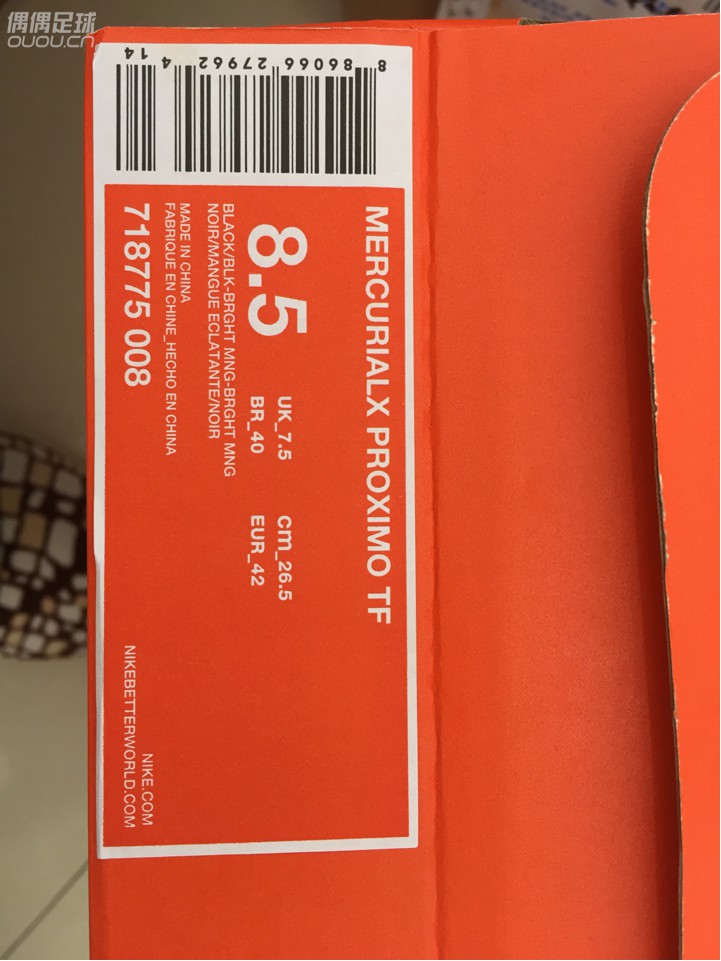 偶偶足球
OUOU.CN
8 86066 27962 4
14
MERCURIALX PROXIMO TF
8.5
UK_7.5
cm_26.5
BR_40
EUR_42
BLACK/BLK-BRGHT MNG-BRGHT MNG
NOIR/MANGUE ECLATANTE/NOIR
MADE IN CHINA
FABRIQUE EN CHINE_HECHO EN CHINA
718775 008
NIKE.COM
NIKEBETTERWORLD.COM